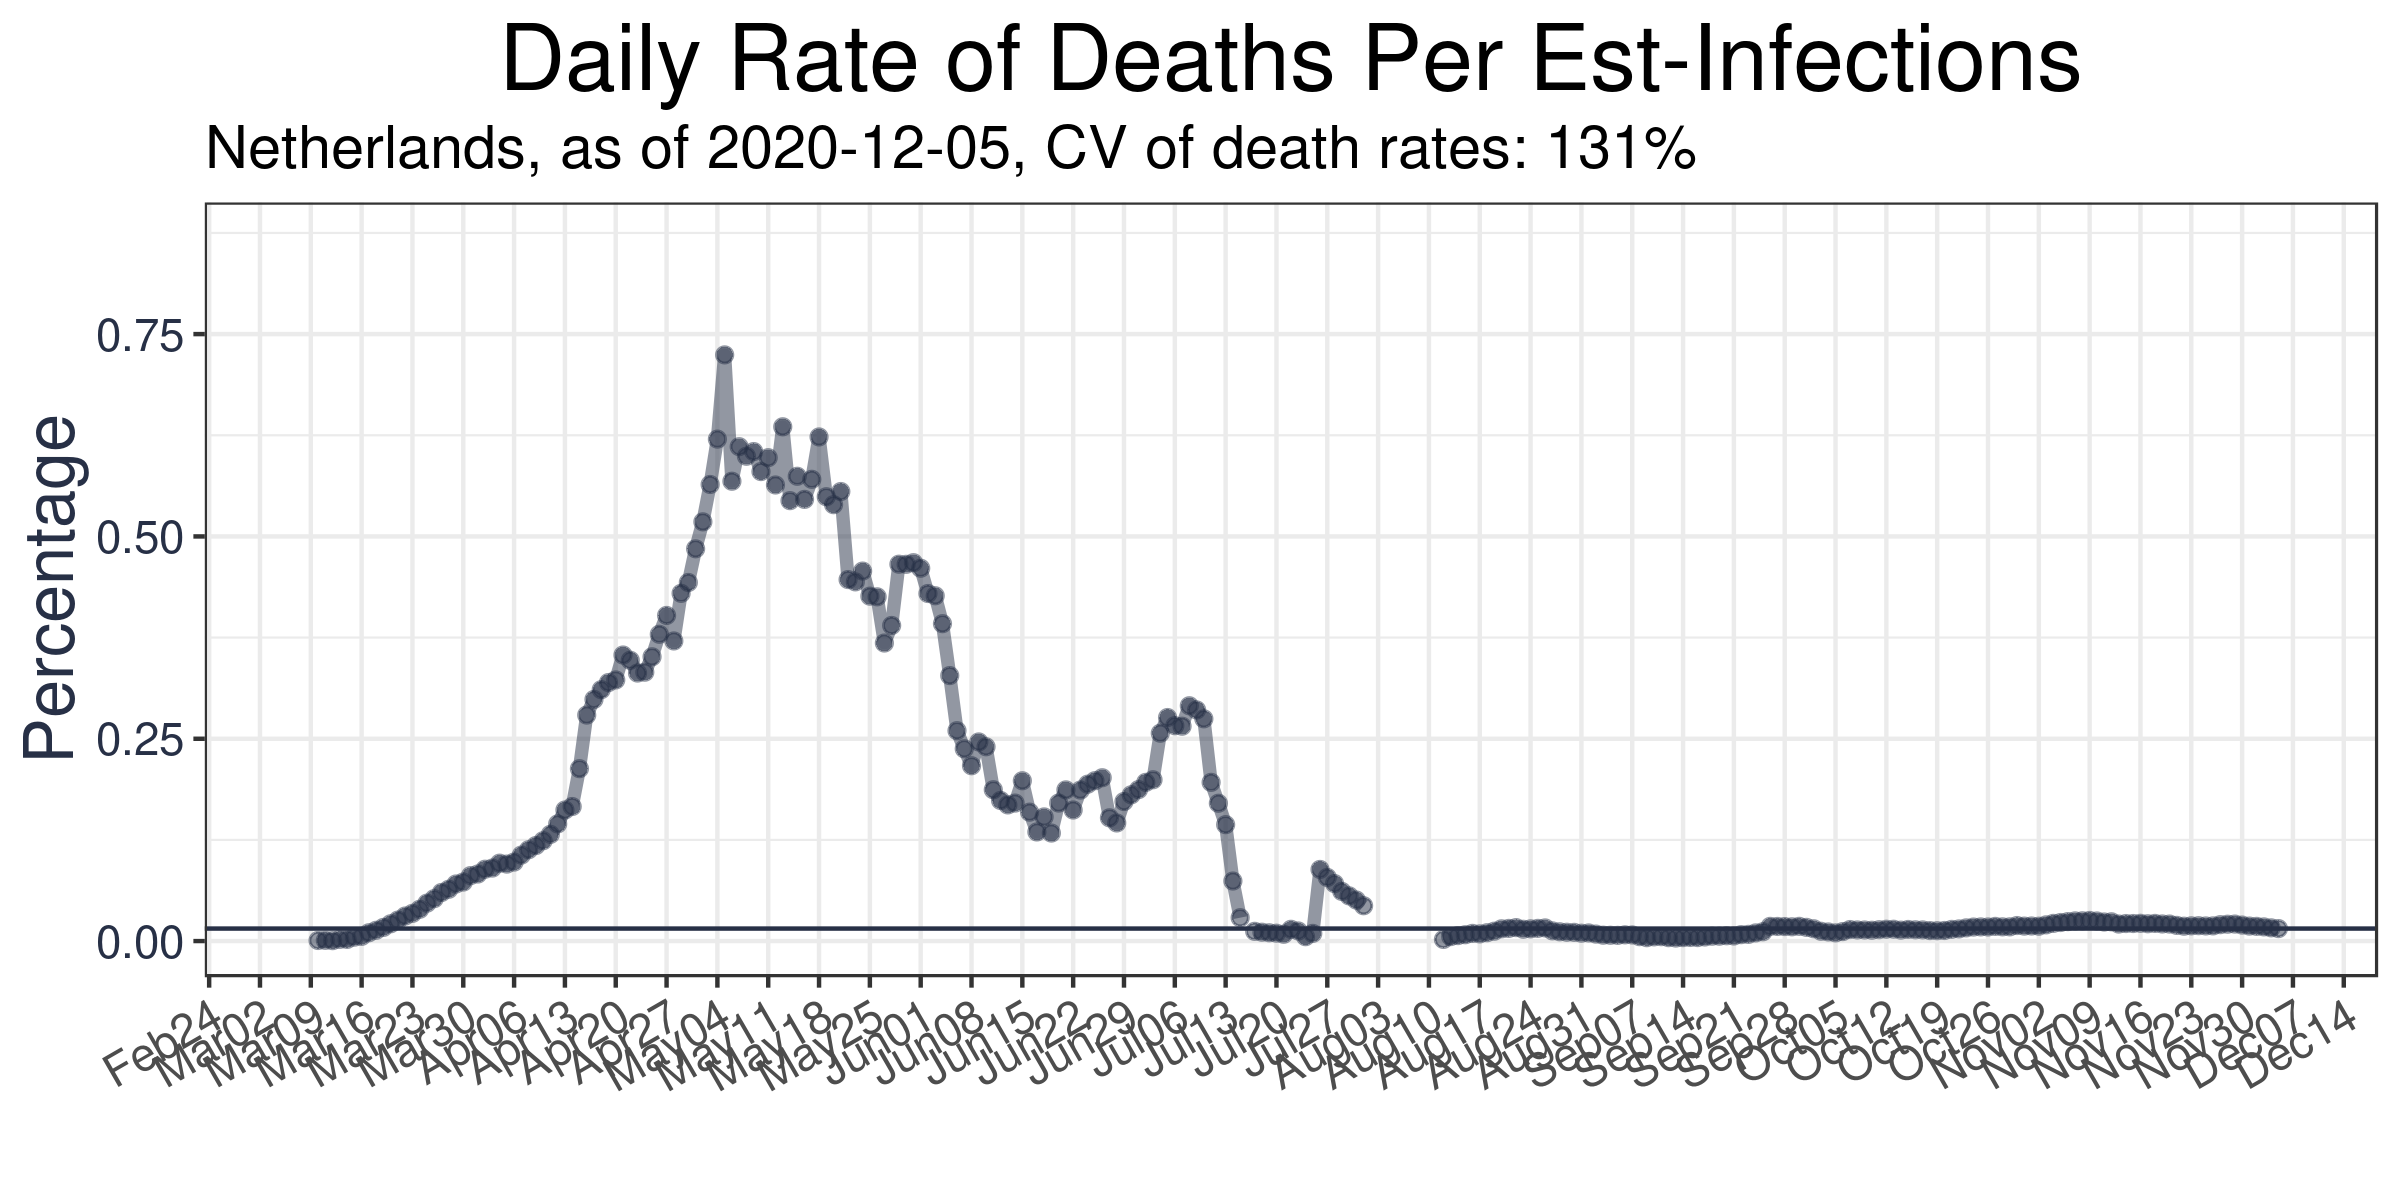 Daily Rate of Deaths Per Est-Infections
Netherlands, as of 2020-12-05, CV of death rates: 131%
Percentage
0.75
0.50
0.25
0.00
Feb24
Mar02
Mar09
Mar16
Mar23
Mar30
Apr06
Apr13
Apr20
Apr27
May04
May11
May18
May25
Jun01
Jun08
Jun15
Jun22
Jun29
Jul06
Jul13
Jul20
Jul27
Aug03
Aug10
Aug17
Aug24
Aug31
Sep07
Sep14
Sep21
Sep28
Oct05
Oct12
Oct19
Oct26
Nov02
Nov09
Nov16
Nov23
Nov30
Dec07
Dec14